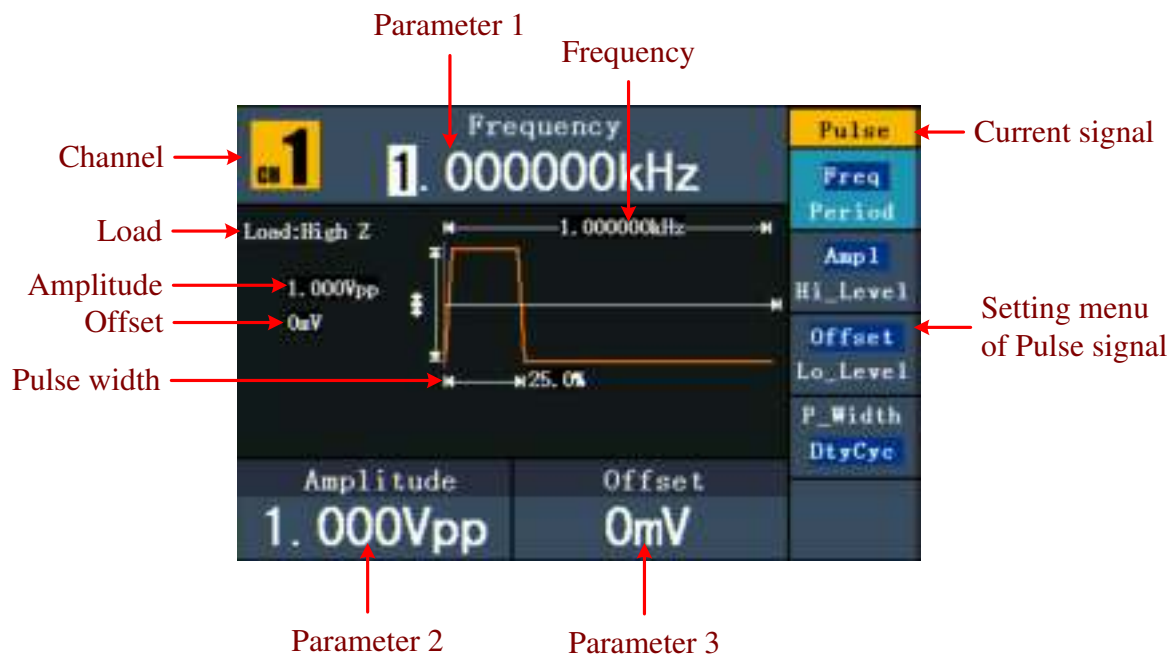 Parameter 1
Frequency
Channel
Load
Amplitude
Offset
Pulse width
CH 1
Frequency
1.000000kHz
Load:High Z
1.000000kHz
1.000Vpp
0mV
25.0%
Amplitude
1.000Vpp
Offset
0mV
Pulse
Freq
Period
Ampl
Hi_Level
Offset
Lo_Level
P_Width
DtyCyc
Current signal
Setting menu
of Pulse signal
Parameter 2
Parameter 3